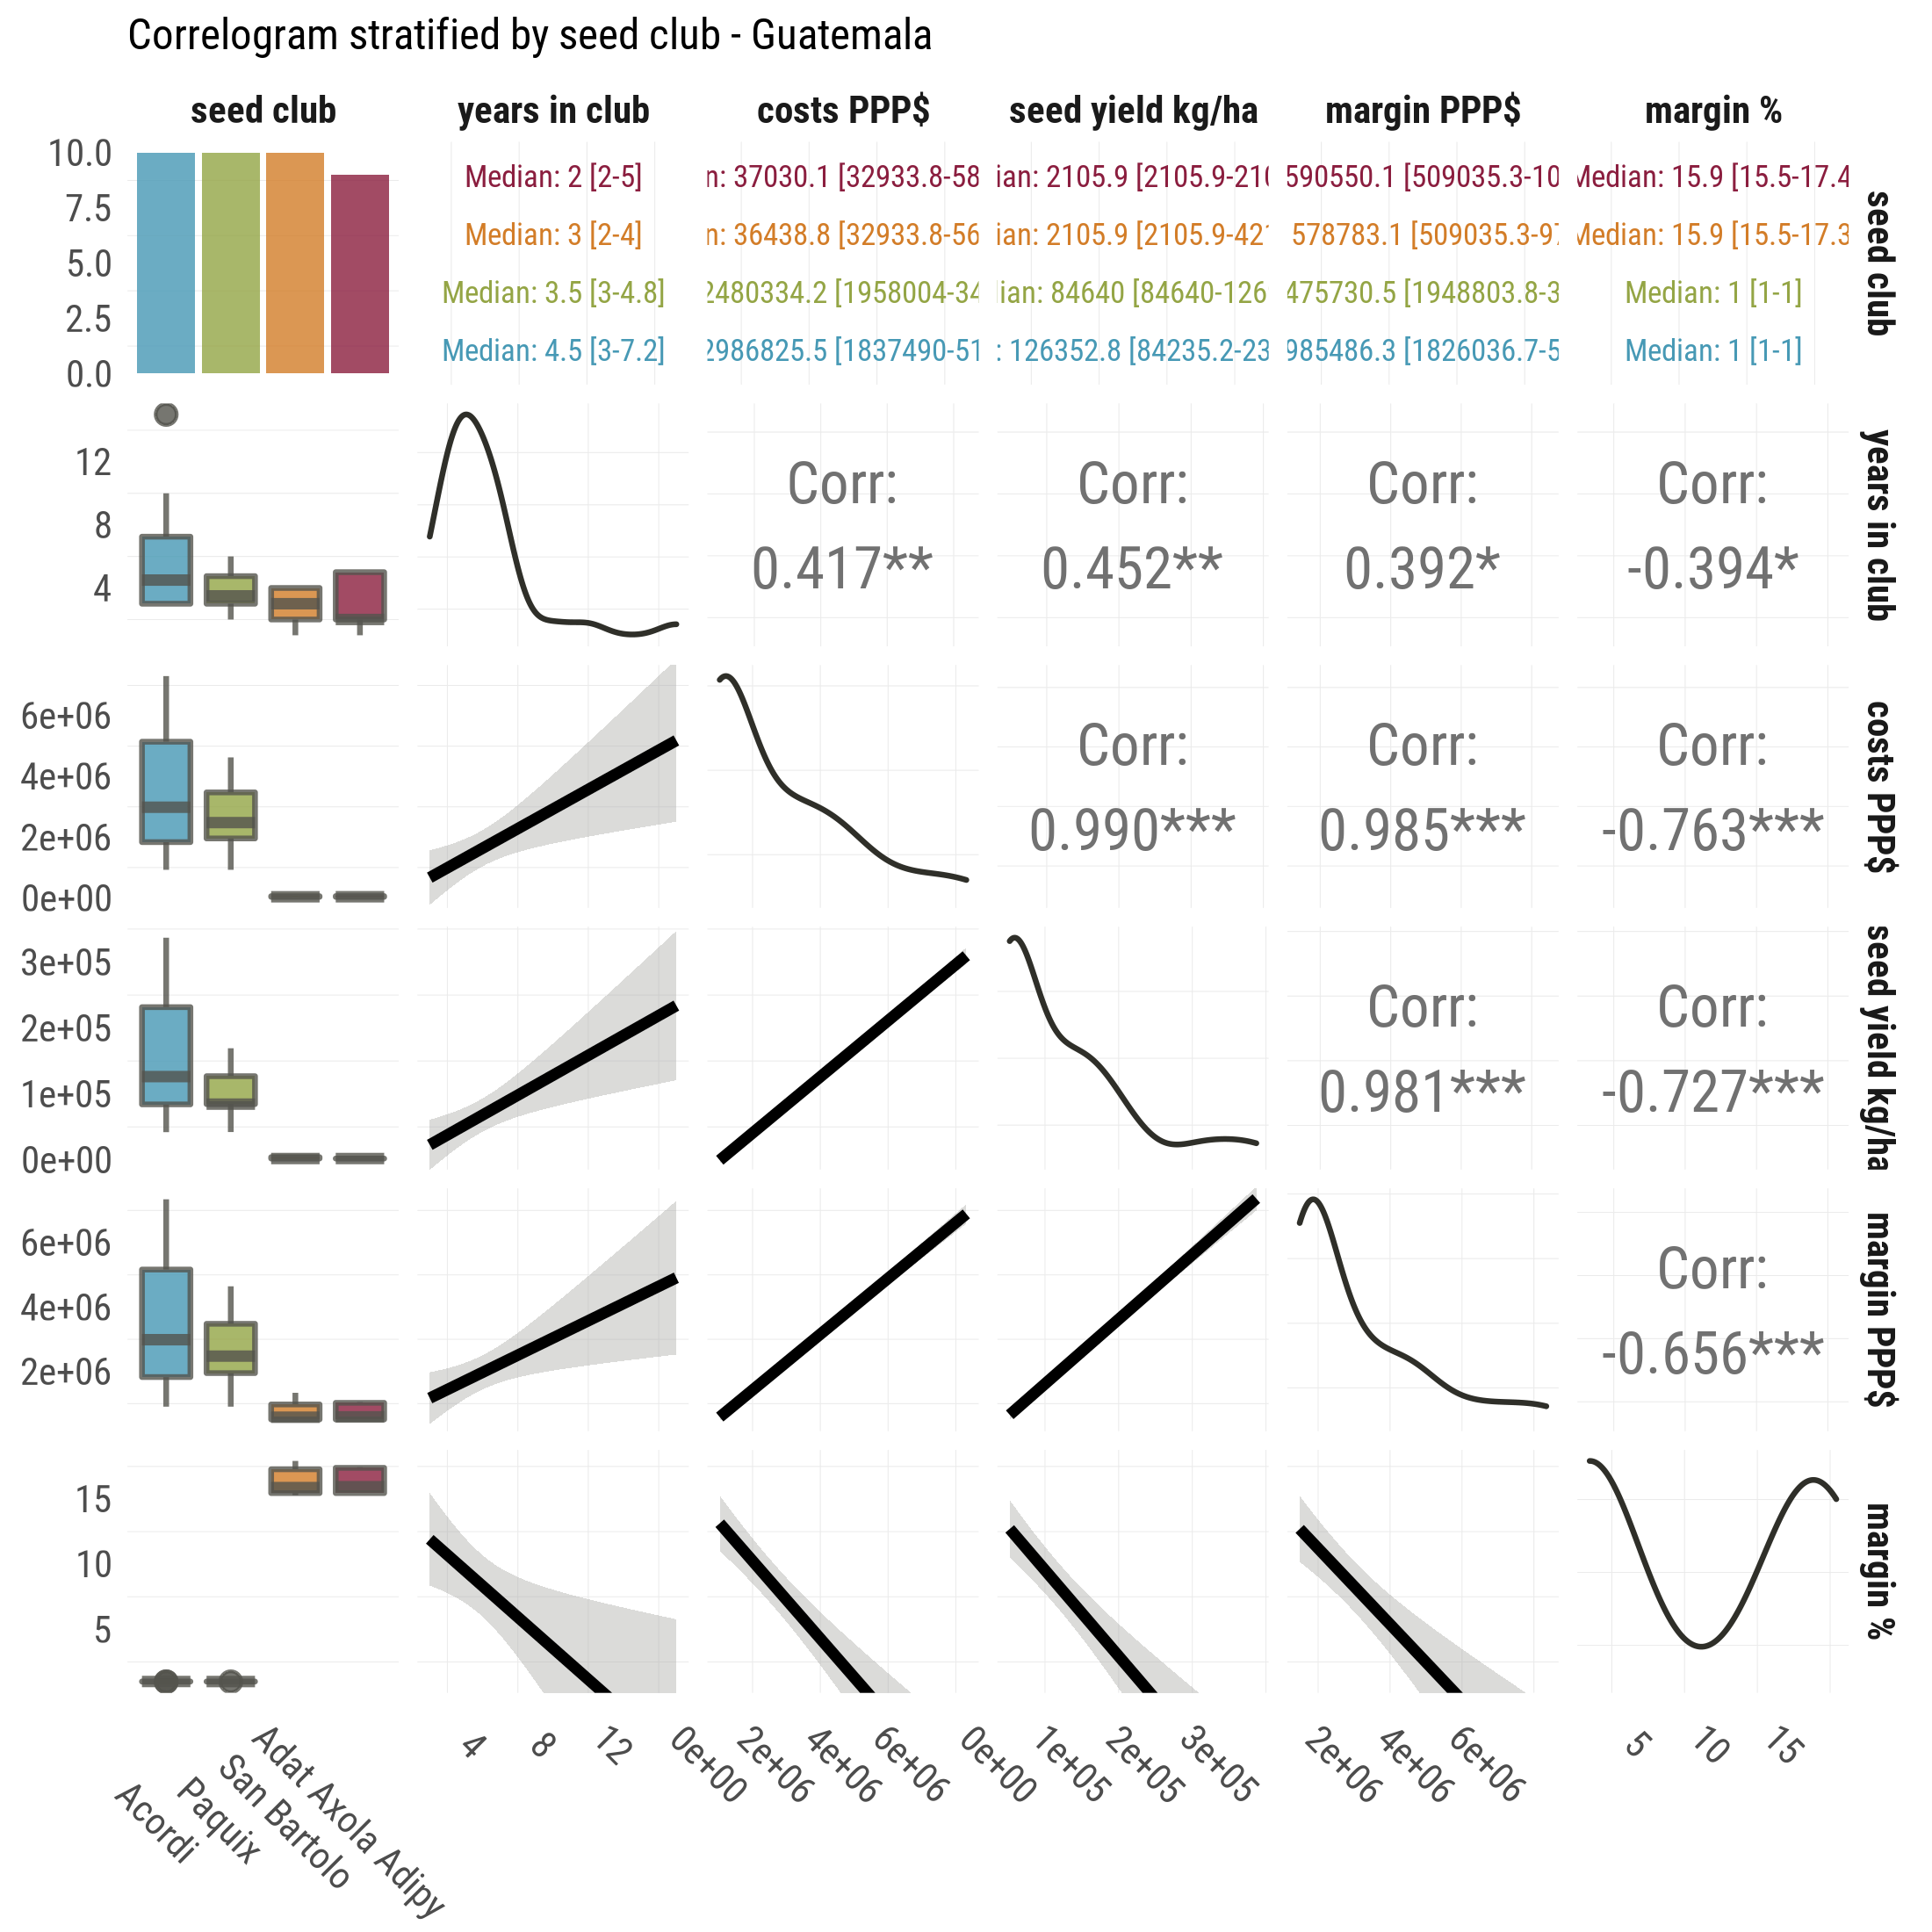 Correlogram stratified by seed club - Guatemala
seed club years in club costs PPP$ seed yield kg/ha margin PPP$ margin %
10.0
7.5
5.0
2.5
0.0
Median: 2 [2-5] n: 37030.1 [32933.8-58 ian: 2105.9 [2105.9-210 590550.1 [509035.3-10 Median: 15.9 [15.5-17.4
Median: 3 [2-4] n: 36438.8 [32933.8-56 ian: 2105.9 [2105.9-421 578783.1 [509035.3-97 Median: 15.9 [15.5-17.3
Median: 3.5 [3-4.8] 2480334.2 [1958004-34 ian: 84640 [84640-126 475730.5 [1948803.8-3 Median: 1 [1-1]
Median: 4.5 [3-7.2] 2986825.5 [1837490-51 : 126352.8 [84235.2-23 985486.3 [1826036.7-5 Median: 1 [1-1]
seed club
12
8
4
Corr: Corr: Corr: Corr:
0.417** 0.452** 0.392* -0.394*
years in club
6e+06
4e+06
2e+06
0e+00
Corr: Corr: Corr:
0.990*** 0.985*** -0.763***
costs PPP$
3e+05
2e+05
1e+05
0e+00
Corr: Corr:
0.981*** -0.727***
seed yield kg/ha
6e+06
4e+06
2e+06
Corr:
-0.656***
margin PPP$
15
10
5
margin %
Acordi
Paquix
San Bartolo
Adat Axola Adipy
4 8 12
0e+00 2e+06 4e+06 6e+06
0e+00 1e+05 2e+05 3e+05
2e+06 4e+06 6e+06
5 10 15